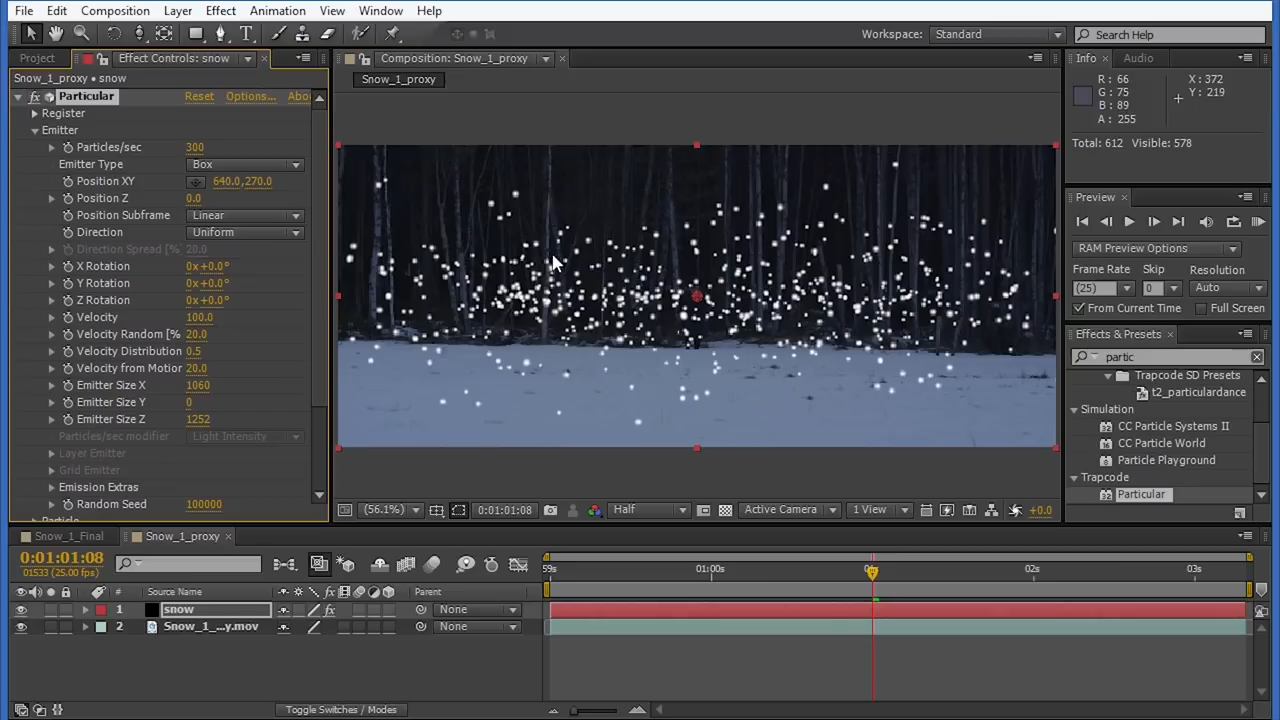 File Edit Composition Layer Effect Animation View Window Help
Workspace: Standard Search Help
Project Effect Controls: snow
Snow_1_proxy • snow
fx Particular Reset Options... Abo
Register
Emitter
Particles/sec 300
Emitter Type Box
Position XY 640.0,270.0
Position Z 0.0
Position Subframe Linear
Direction Uniform
Direction Spread [% 20.0
X Rotation 0x+0.0°
Y Rotation 0x+0.0°
Z Rotation 0x+0.0°
Velocity 100.0
Velocity Random [% 20.0
Velocity Distribution 0.5
Velocity from Motion 20.0
Emitter Size X 1060
Emitter Size Y 0
Emitter Size Z 1252
Particles/sec modifier Light Intensity
Layer Emitter
Grid Emitter
Emission Extras
Random Seed 100000
Composition: Snow_1_proxy
Snow_1_proxy
(56.1%) 0:01:01:08 Half Active Camera 1 View +0.0
Info Audio
R: 66 X: 372
G: 75 Y: 219
B: 89
A: 255
Total: 612 Visible: 578
Preview
RAM Preview Options
Frame Rate Skip Resolution
(25) 0 Auto
From Current Time Full Screen
Effects & Presets
partic
Trapcode SD Presets
t2_particulardance
Simulation
CC Particle Systems II
CC Particle World
Particle Playground
Trapcode
Particular
Snow_1_Final Snow_1_proxy
0:01:01:08
01533 (25.00 fps)
# Source Name fx Parent
1 snow fx None
2 Snow_1_...y.mov None
59s 01:00s 02s 03s
Toggle Switches / Modes